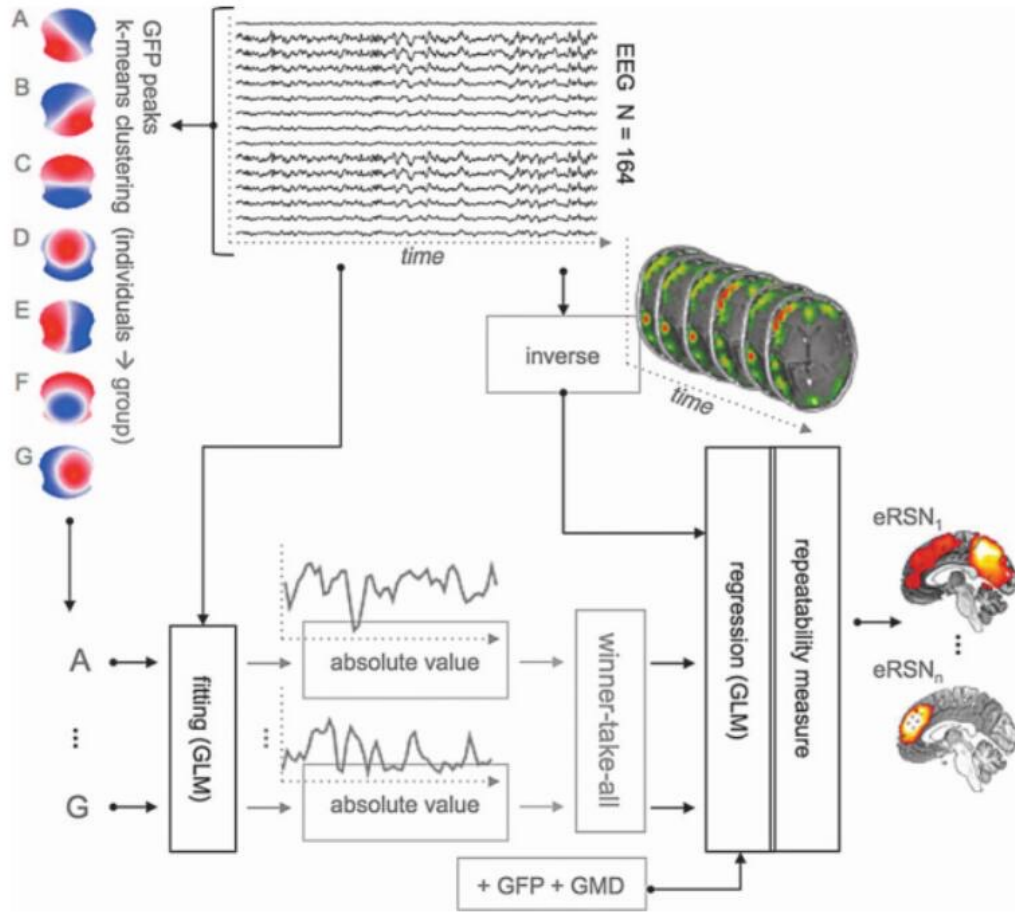 A
B
C
D
E
F
G
GFP peaks
k-means clustering (individuals → group)
EEG N = 164
time
inverse
time
A
...
G
fitting (GLM)
...
absolute value
absolute value
winner-take-all
+ GFP + GMD
regression (GLM)
repeatability measure
eRSN1
...
eRSNn